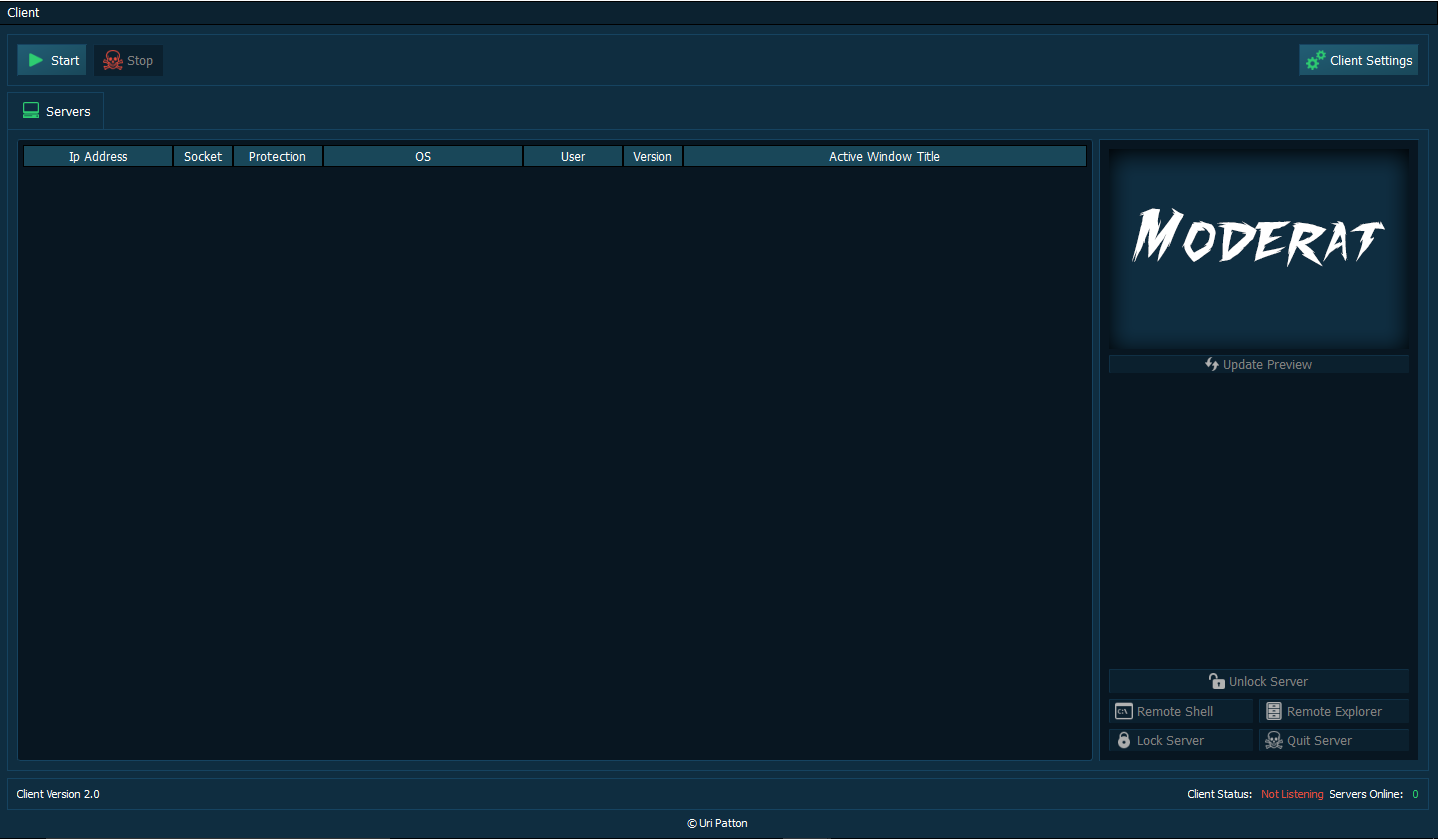 Client
Start Stop Client Settings
Servers
Ip Address Socket Protection OS User Version Active Window Title
MODERAT
Update Preview
Unlock Server
C:\ Remote Shell Remote Explorer
Lock Server Quit Server
Client Version 2.0 Client Status: Not Listening Servers Online: 0
© Uri Patton